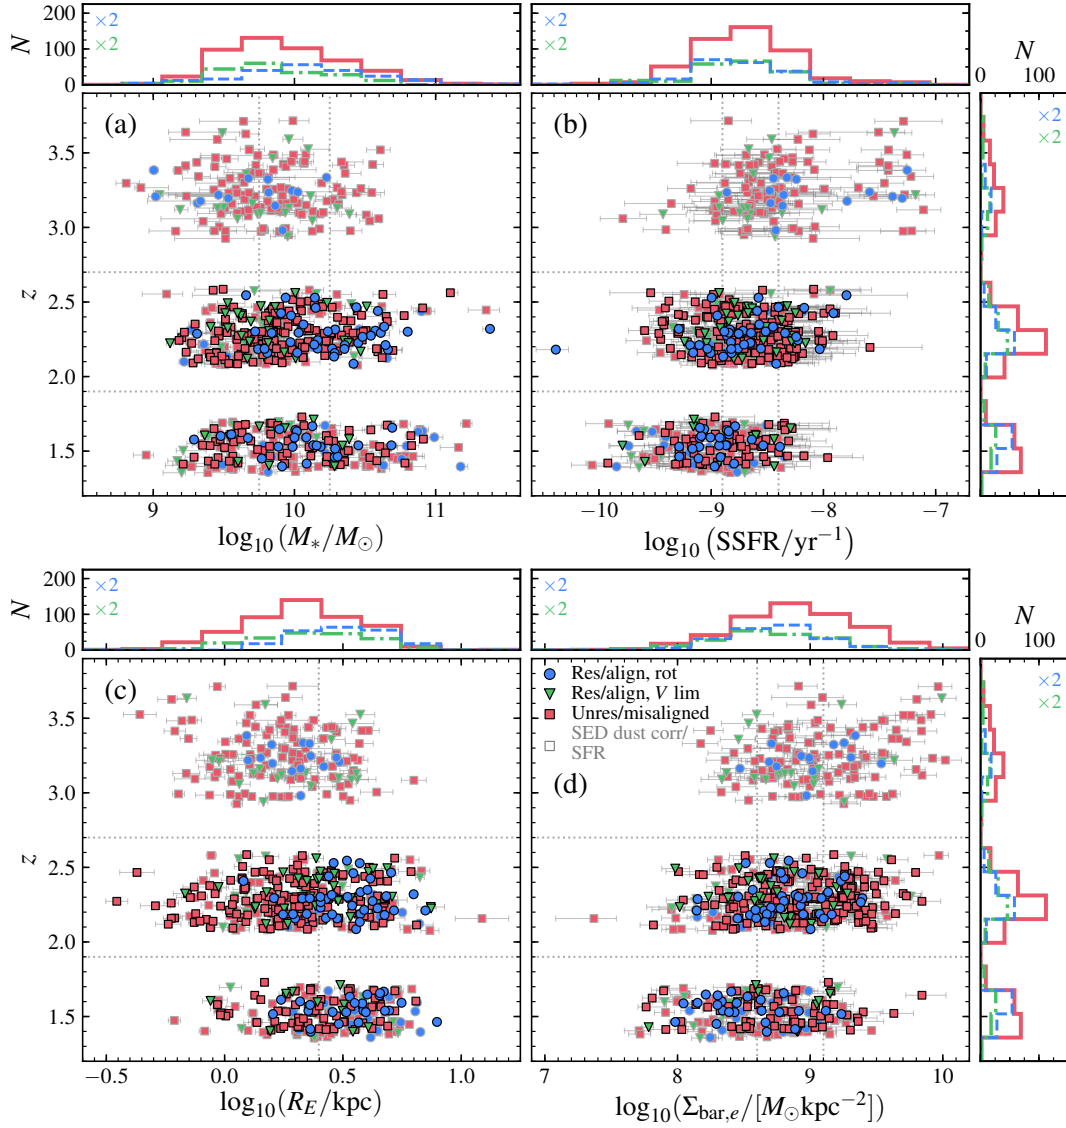 200
100
0
N
×2
×2
×2
×2
N
0 100
(a)
(b)
×2
×2
3.5
3.0
2.5
2.0
1.5
z
9 10 11
−10 −9 −8 −7
log₁₀(M*/M⊙)
log₁₀(SSFR/yr⁻¹)
200
100
0
N
×2
×2
×2
×2
N
0 100
(c)
Res/align, rot
Res/align, V lim
Unres/misaligned
SED dust corr/
SFR
(d)
×2
×2
3.5
3.0
2.5
2.0
1.5
z
−0.5 0.0 0.5 1.0
7 8 9 10
log₁₀(R_E/kpc)
log₁₀(Σ_bar,e/[M⊙kpc⁻²])